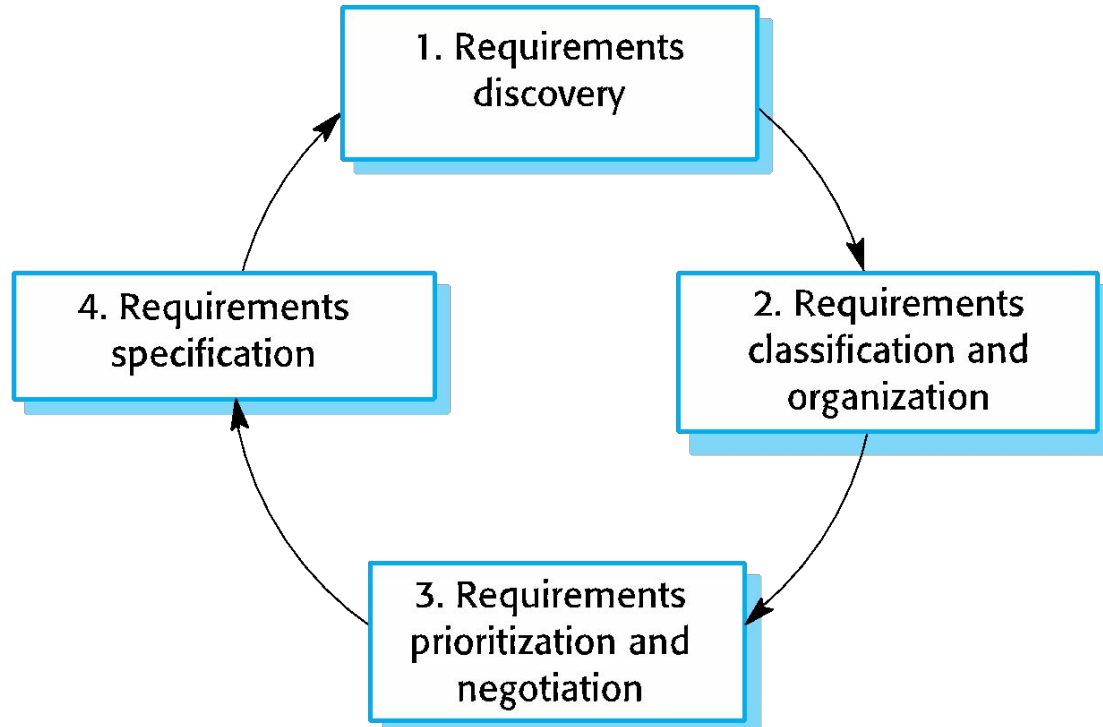 1. Requirements
discovery
2. Requirements
classification and
organization
3. Requirements
prioritization and
negotiation
4. Requirements
specification